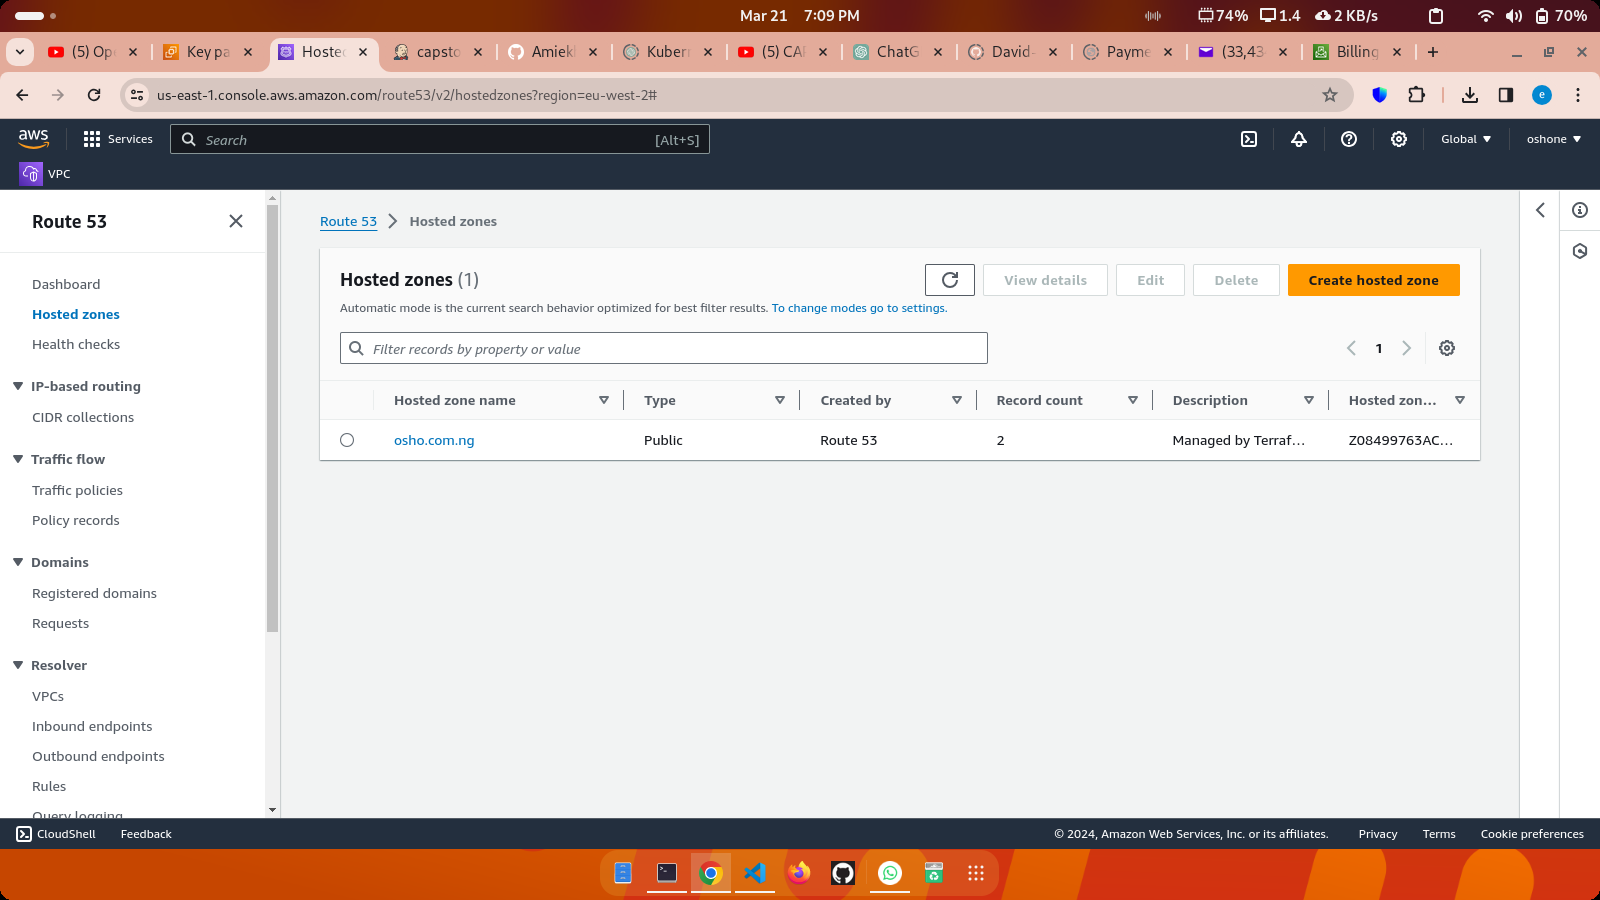 Mar 21 7:09 PM
74% 1.4 2 KB/s 70%
(5) Op
Key pa
Hosted
capsto
Amiekl
Kubern
(5) CA
ChatG
David-
Payme
(33,43
Billing
us-east-1.console.aws.amazon.com/route53/v2/hostedzones?region=eu-west-2#
e
aws
Services
Search
[Alt+S]
Global
oshone
VPC
Route 53
Dashboard
Hosted zones
Health checks
IP-based routing
CIDR collections
Traffic flow
Traffic policies
Policy records
Domains
Registered domains
Requests
Resolver
VPCs
Inbound endpoints
Outbound endpoints
Rules
Query logging
Route 53 > Hosted zones
Hosted zones (1)
View details
Edit
Delete
Create hosted zone
Automatic mode is the current search behavior optimized for best filter results. To change modes go to settings.
Filter records by property or value
1
Hosted zone name Type Created by Record count Description Hosted zon...
osho.com.ng Public Route 53 2 Managed by Terraf... Z08499763AC...
CloudShell Feedback © 2024, Amazon Web Services, Inc. or its affiliates. Privacy Terms Cookie preferences